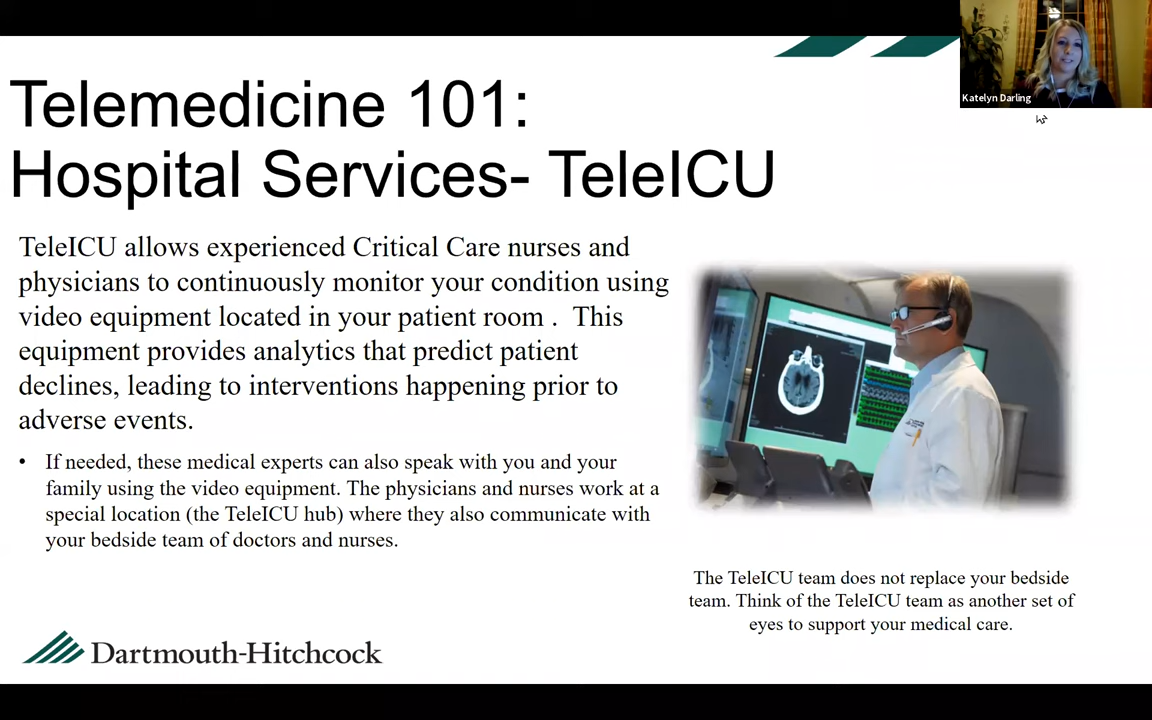 Telemedicine 101:
Hospital Services- TeleICU
Katelyn Darling
TeleICU allows experienced Critical Care nurses and
physicians to continuously monitor your condition using
video equipment located in your patient room .  This
equipment provides analytics that predict patient
declines, leading to interventions happening prior to
adverse events.
• If needed, these medical experts can also speak with you and your
family using the video equipment. The physicians and nurses work at a
special location (the TeleICU hub) where they also communicate with
your bedside team of doctors and nurses.
The TeleICU team does not replace your bedside
team. Think of the TeleICU team as another set of
eyes to support your medical care.
Dartmouth-Hitchcock